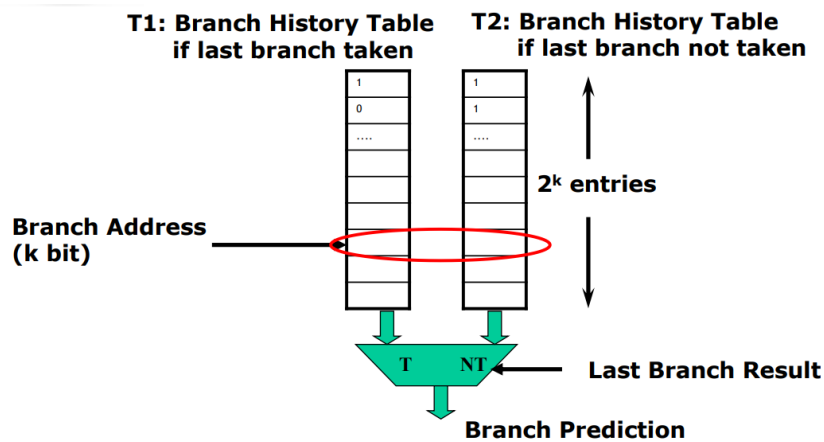 T1: Branch History Table
if last branch taken
T2: Branch History Table
if last branch not taken
1
0
....
1
1
....
2ᵏ entries
Branch Address
(k bit)
T
NT
Last Branch Result
Branch Prediction